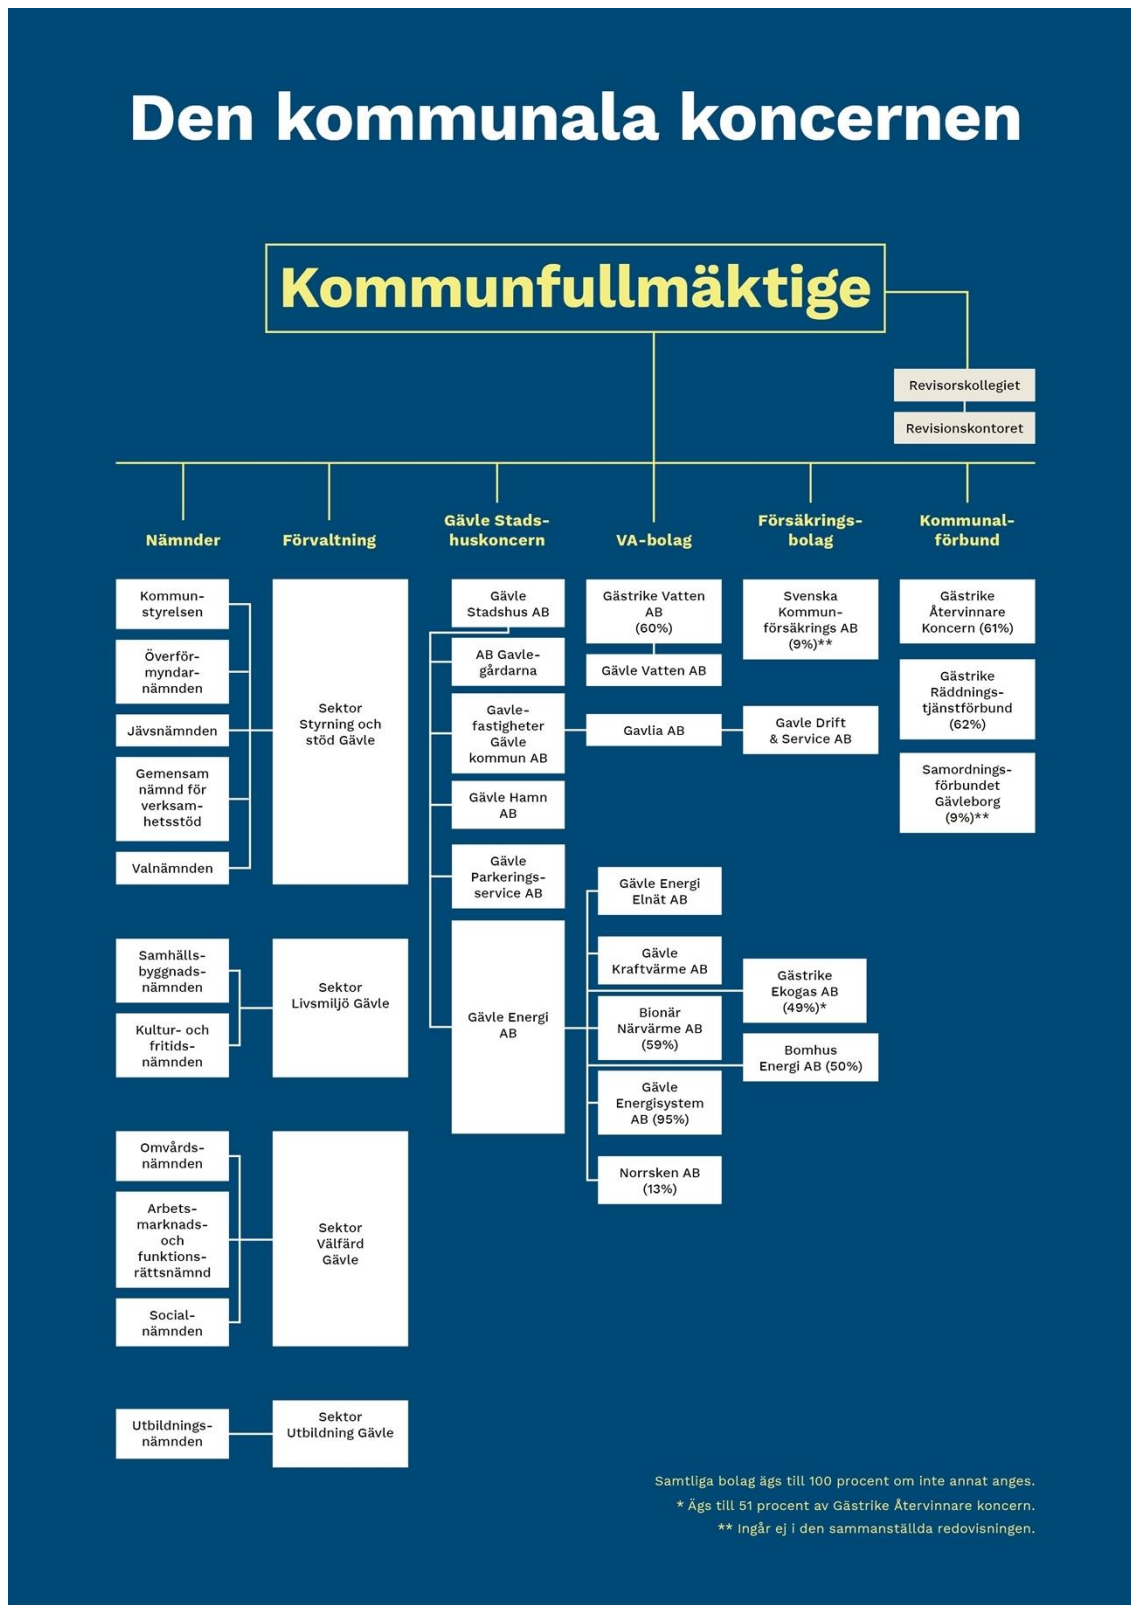 Den kommunala koncernen
Kommunfullmäktige
Revisorskollegiet
Revisionskontoret
Nämnder
Förvaltning
Gävle Stads-
huskoncern
VA-bolag
Försäkrings-
bolag
Kommunal-
förbund
Kommun-
styrelsen
Överför-
myndar-
nämnden
Jävsnämnden
Gemensam
nämnd för
verksam-
hetsstöd
Valnämnden
Sektor
Styrning och
stöd Gävle
Samhälls-
byggnads-
nämnden
Kultur- och
fritids-
nämnden
Sektor
Livsmiljö Gävle
Omvårds-
nämnden
Arbets-
marknads-
och
funktions-
rättsnämnd
Social-
nämnden
Sektor
Välfärd
Gävle
Utbildnings-
nämnden
Sektor
Utbildning Gävle
Gävle
Stadshus AB
AB Gavle-
gårdarna
Gavle-
fastigheter
Gävle
kommun AB
Gävle Hamn
AB
Gävle
Parkerings-
service AB
Gävle Energi
AB
Gästrike Vatten
AB
(60%)
Gävle Vatten AB
Gavlia AB
Gävle Energi
Elnät AB
Gävle
Kraftvärme AB
Bionär
Närvärme AB
(59%)
Gävle
Energisystem
AB (95%)
Norrsken AB
(13%)
Svenska
Kommun-
försäkrings AB
(9%)**
Gavle Drift
& Service AB
Gästrike
Ekogas AB
(49%)*
Bomhus
Energi AB (50%)
Gästrike
Återvinnare
Koncern (61%)
Gästrike
Räddnings-
tjänstförbund
(62%)
Samordnings-
förbundet
Gävleborg
(9%)**
Samtliga bolag ägs till 100 procent om inte annat anges.
* Ägs till 51 procent av Gästrike Återvinnare koncern.
** Ingår ej i den sammanställda redovisningen.